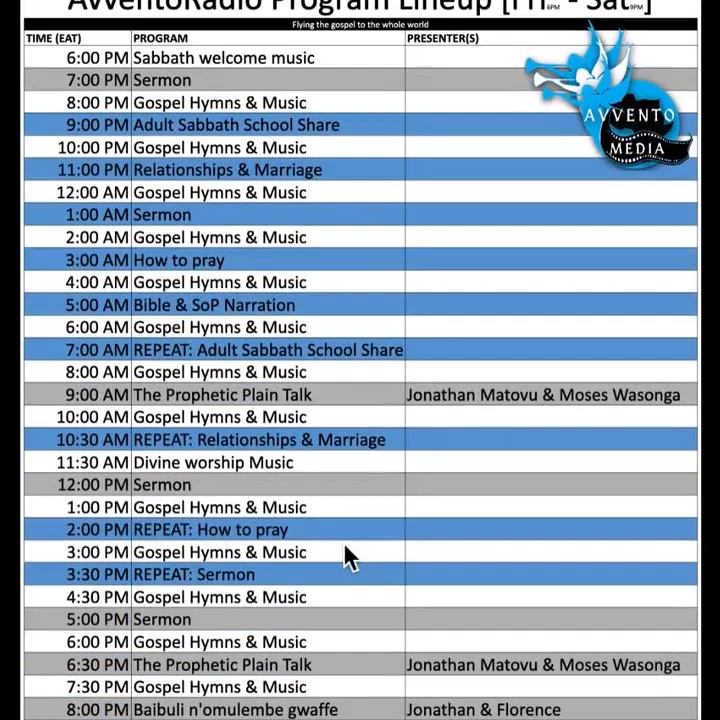 AvventoRadio Program Lineup [Fri 6PM - Sat 9PM]
Flying the gospel to the whole world
TIME (EAT) PROGRAM PRESENTER(S)
6:00 PM Sabbath welcome music
7:00 PM Sermon
8:00 PM Gospel Hymns & Music
9:00 PM Adult Sabbath School Share
10:00 PM Gospel Hymns & Music
11:00 PM Relationships & Marriage
12:00 AM Gospel Hymns & Music
1:00 AM Sermon
2:00 AM Gospel Hymns & Music
3:00 AM How to pray
4:00 AM Gospel Hymns & Music
5:00 AM Bible & SoP Narration
6:00 AM Gospel Hymns & Music
7:00 AM REPEAT: Adult Sabbath School Share
8:00 AM Gospel Hymns & Music
9:00 AM The Prophetic Plain Talk Jonathan Matovu & Moses Wasonga
10:00 AM Gospel Hymns & Music
10:30 AM REPEAT: Relationships & Marriage
11:30 AM Divine worship Music
12:00 PM Sermon
1:00 PM Gospel Hymns & Music
2:00 PM REPEAT: How to pray
3:00 PM Gospel Hymns & Music
3:30 PM REPEAT: Sermon
4:30 PM Gospel Hymns & Music
5:00 PM Sermon
6:00 PM Gospel Hymns & Music
6:30 PM The Prophetic Plain Talk Jonathan Matovu & Moses Wasonga
7:30 PM Gospel Hymns & Music
8:00 PM Baibuli n'omulembe gwaffe Jonathan & Florence
AVVENTO
MEDIA